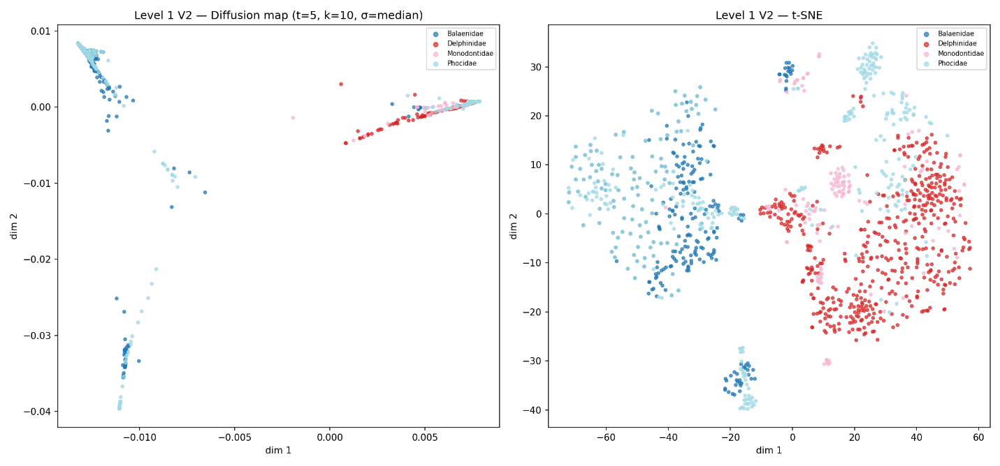 Level 1 V2 — Diffusion map (t=5, k=10, σ=median)
0.01
0.00
−0.01
−0.02
−0.03
−0.04
dim 2
−0.010
−0.005
0.000
0.005
dim 1
Balaenidae
Delphinidae
Monodontidae
Phocidae
Level 1 V2 — t-SNE
30
20
10
0
−10
−20
−30
−40
dim 2
−60
−40
−20
0
20
40
60
dim 1
Balaenidae
Delphinidae
Monodontidae
Phocidae